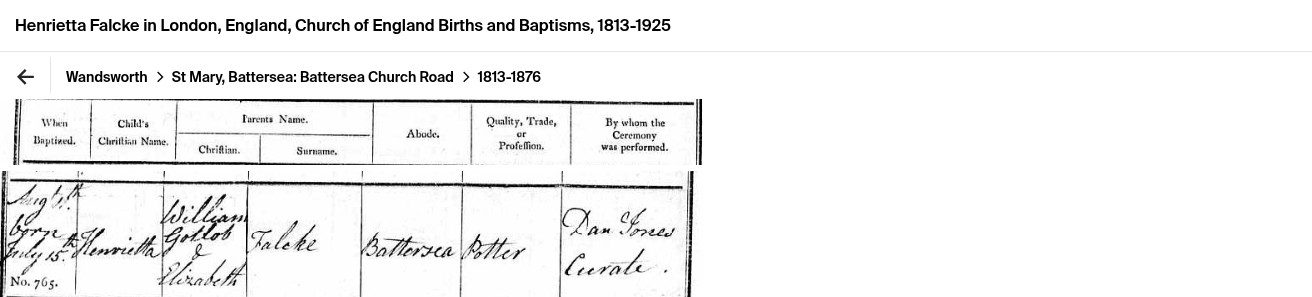 Henrietta Falcke in London, England, Church of England Births and Baptisms, 1813-1925
Wandsworth > St Mary, Battersea: Battersea Church Road > 1813-1876
When Baptized.
Child's Christian Name.
Parents Name.
Christian.
Surname.
Abode.
Quality, Trade, or Profession.
By whom the Ceremony was performed.
Augt
born
July 15th
No. 765.
Henrietta
William
Gotlob
&
Elizabeth
Falcke
Battersea
Potter
Dan Jones
Curate.